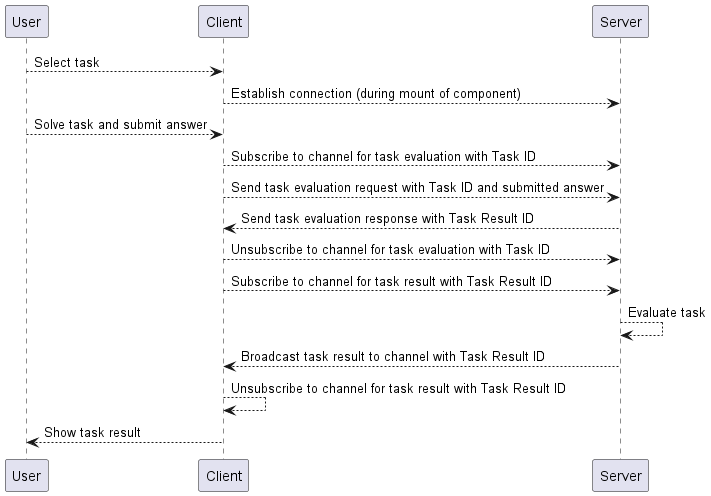 User Client Server
Select task
Establish connection (during mount of component)
Solve task and submit answer
Subscribe to channel for task evaluation with Task ID
Send task evaluation request with Task ID and submitted answer
Send task evaluation response with Task Result ID
Unsubscribe to channel for task evaluation with Task ID
Subscribe to channel for task result with Task Result ID
Evaluate task
Broadcast task result to channel with Task Result ID
Unsubscribe to channel for task result with Task Result ID
Show task result
User Client Server